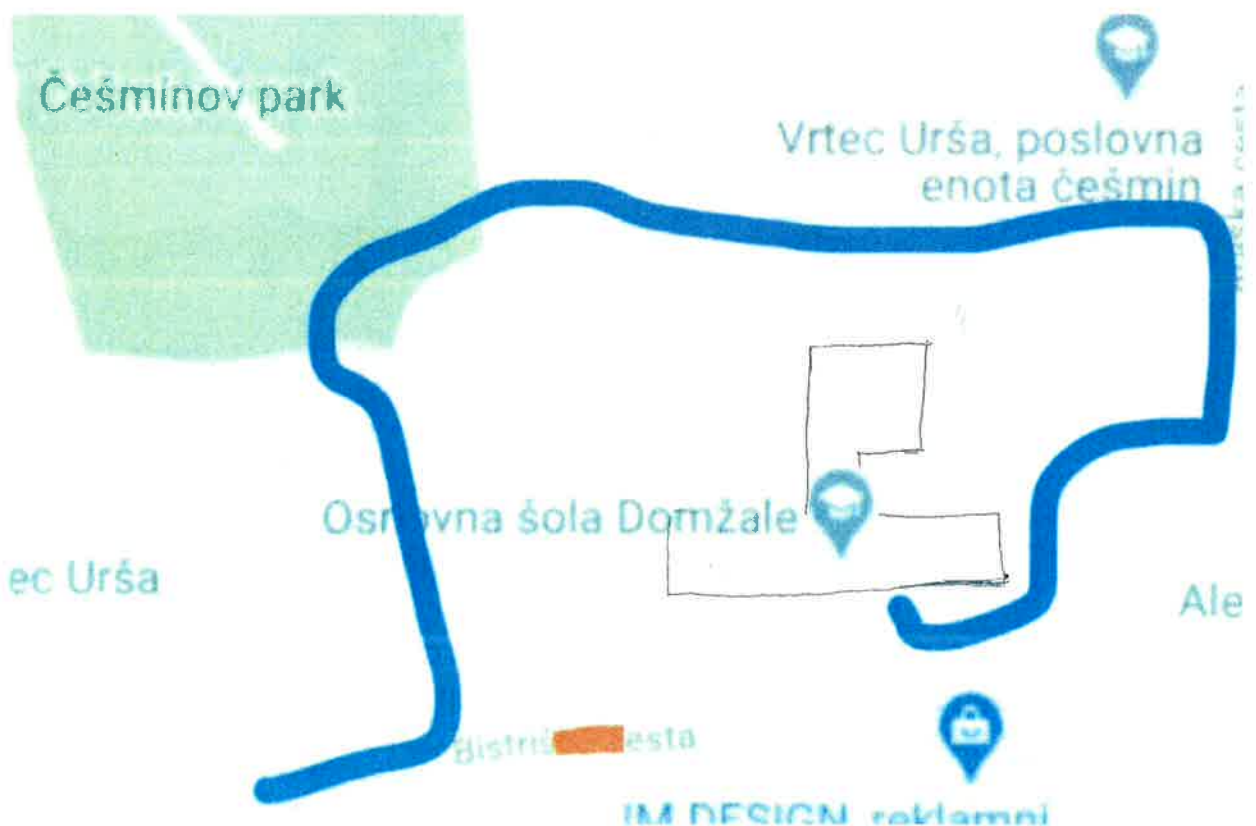 Češminov park
Vrtec Urša, poslovna
enota češmin
Osnovna šola Domžale
ec Urša
Ale
esta
IM DESIGN, reklamni